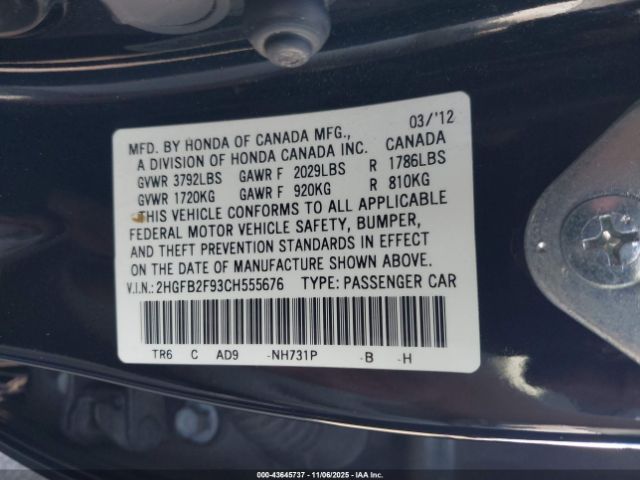 03/'12
MFD. BY HONDA OF CANADA MFG., CANADA
A DIVISION OF HONDA CANADA INC.
GVWR 3792LBS GAWR F 2029LBS R 1786LBS
GVWR 1720KG GAWR F 920KG R 810KG
THIS VEHICLE CONFORMS TO ALL APPLICABLE
FEDERAL MOTOR VEHICLE SAFETY, BUMPER,
AND THEFT PREVENTION STANDARDS IN EFFECT
ON THE DATE OF MANUFACTURE SHOWN ABOVE.
V.I.N.: 2HGFB2F93CH555676 TYPE: PASSENGER CAR
TR6 C AD9 -NH731P -B -H
000-43645737 - 11/06/2025 - IAA Inc.